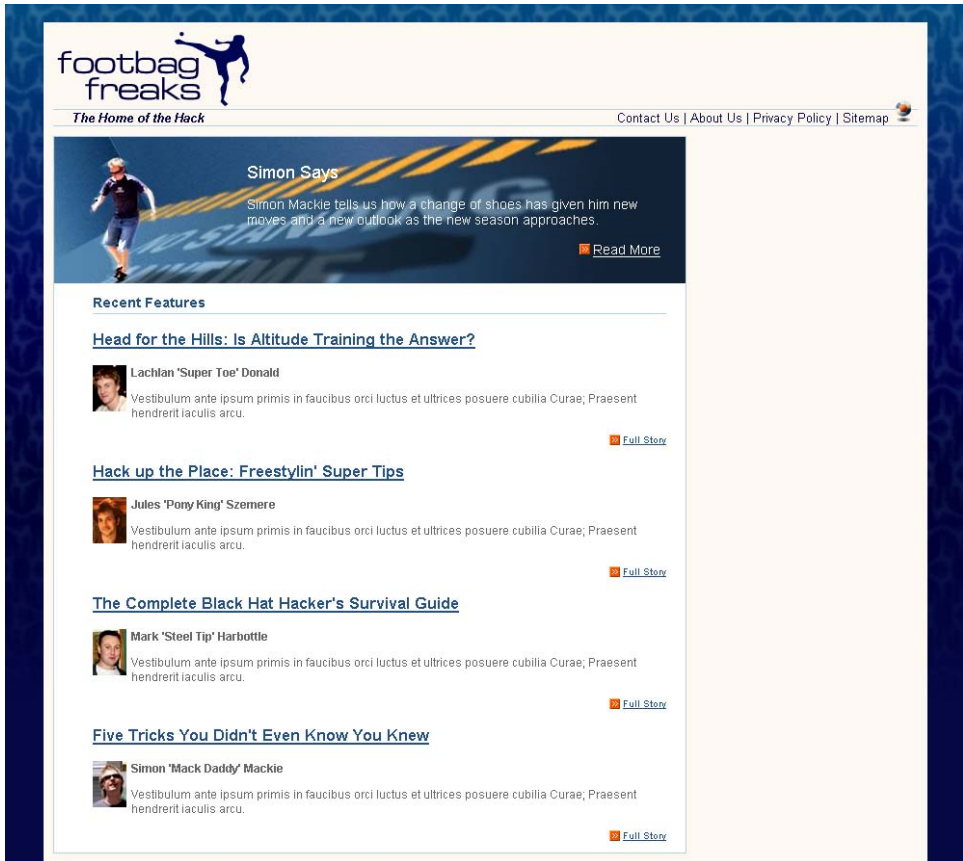 footbag
freaks
The Home of the Hack
Contact Us | About Us | Privacy Policy | Sitemap
Simon Says
Simon Mackie tells us how a change of shoes has given him new
moves and a new outlook as the new season approaches.
Read More
NO STANDING
ANYTIME
Recent Features
Head for the Hills: Is Altitude Training the Answer?
Lachlan 'Super Toe' Donald
Vestibulum ante ipsum primis in faucibus orci luctus et ultrices posuere cubilia Curae; Praesent
hendrerit iaculis arcu.
Full Story
Hack up the Place: Freestylin' Super Tips
Jules 'Pony King' Szemere
Vestibulum ante ipsum primis in faucibus orci luctus et ultrices posuere cubilia Curae; Praesent
hendrerit iaculis arcu.
Full Story
The Complete Black Hat Hacker's Survival Guide
Mark 'Steel Tip' Harbottle
Vestibulum ante ipsum primis in faucibus orci luctus et ultrices posuere cubilia Curae; Praesent
hendrerit iaculis arcu.
Full Story
Five Tricks You Didn't Even Know You Knew
Simon 'Mack Daddy' Mackie
Vestibulum ante ipsum primis in faucibus orci luctus et ultrices posuere cubilia Curae; Praesent
hendrerit iaculis arcu.
Full Story